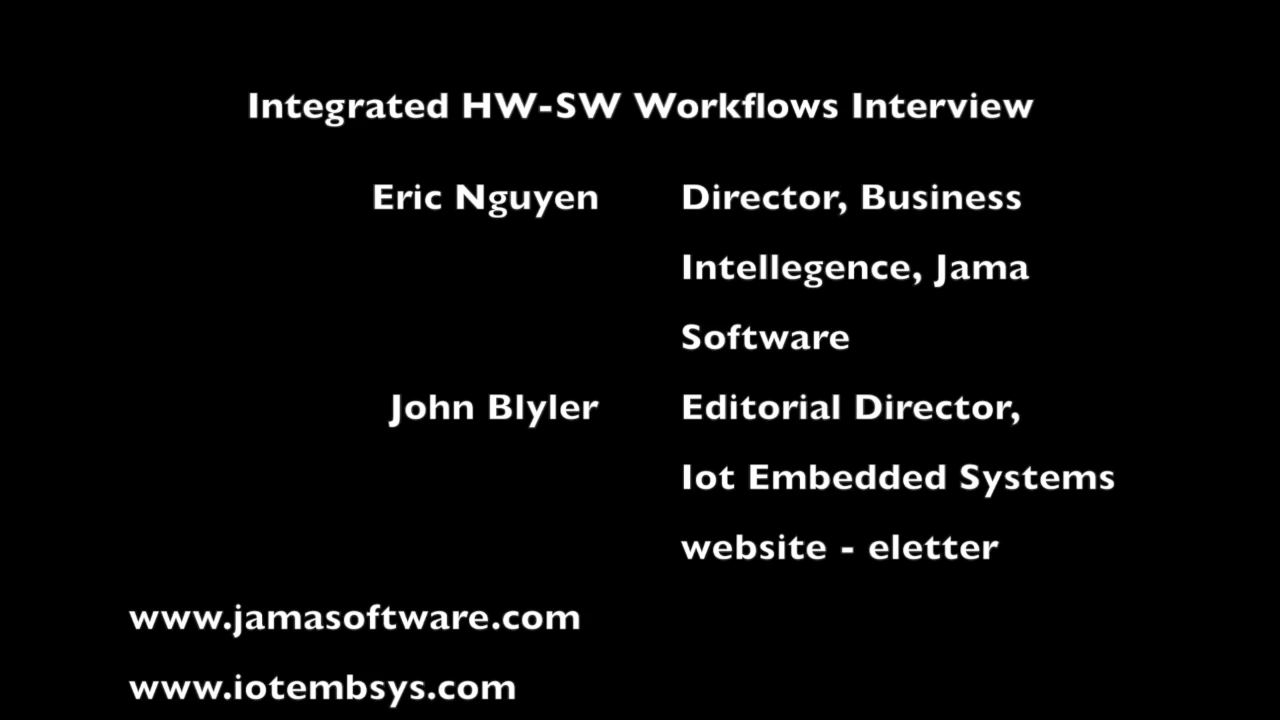 Integrated HW-SW Workflows Interview
Eric Nguyen Director, Business
Intellegence, Jama
Software
John Blyler Editorial Director,
Iot Embedded Systems
website - eletter
www.jamasoftware.com
www.iotembsys.com